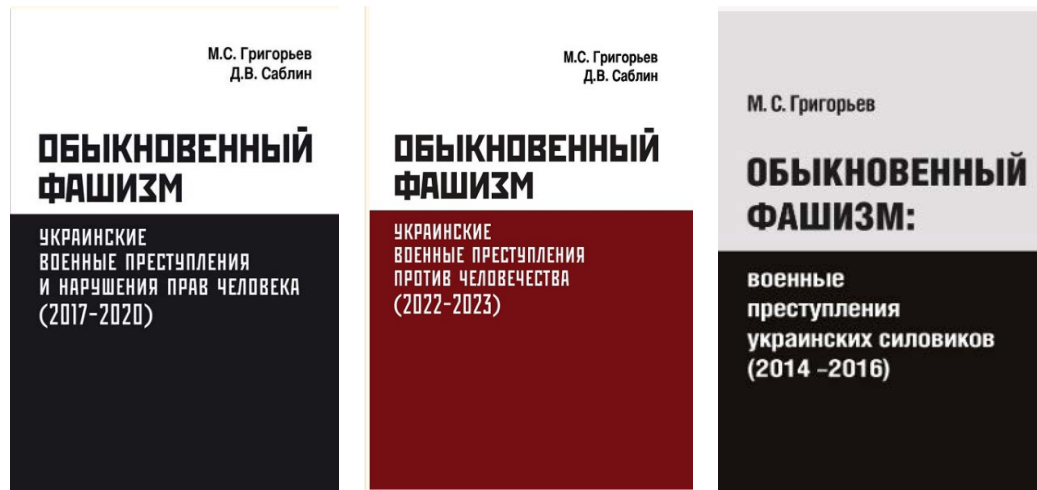 М.С. Григорьев
Д.В. Саблин
ОБЫКНОВЕННЫЙ
ФАШИЗМ
УКРАИНСКИЕ
ВОЕННЫЕ ПРЕСТУПЛЕНИЯ
И НАРУШЕНИЯ ПРАВ ЧЕЛОВЕКА
(2017-2020)
М.С. Григорьев
Д.В. Саблин
ОБЫКНОВЕННЫЙ
ФАШИЗМ
УКРАИНСКИЕ
ВОЕННЫЕ ПРЕСТУПЛЕНИЯ
ПРОТИВ ЧЕЛОВЕЧЕСТВА
(2022-2023)
М. С. Григорьев
ОБЫКНОВЕННЫЙ
ФАШИЗМ:
военные
преступления
украинских силовиков
(2014 –2016)